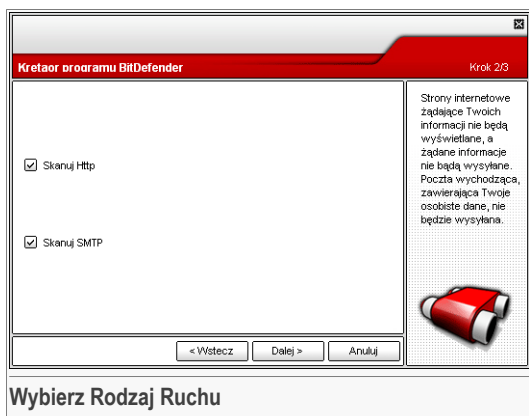 Kretaor programu BitDefender
Krok 2/3
Skanuj Http
Skanuj SMTP
Strony internetowe
żądające Twoich
informacji nie będą
wyświetlane, a
żądane informacje
nie bądą wysyłane.
Poczta wychodząca,
zawierająca Twoje
osobiste dane, nie
będzie wysyłana.
< Wstecz
Dalej >
Anuluj
Wybierz Rodzaj Ruchu